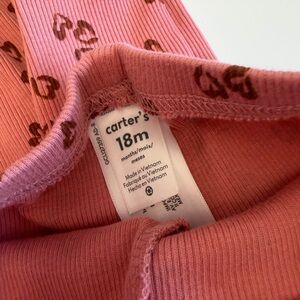 carter's
18m
months/mois/
meses
Made in Vietnam
Fabriqué au Vietnam
Hecho en Vietnam